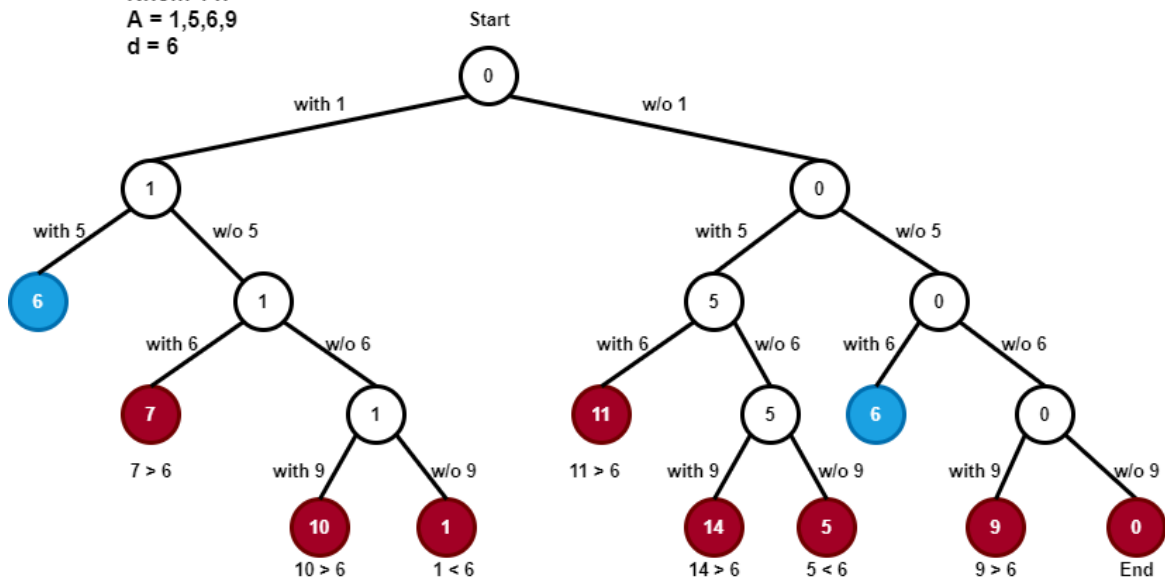 A = 1,5,6,9
d = 6
Start
0
with 1
w/o 1
1
0
with 5
w/o 5
with 5
w/o 5
6
1
5
0
with 6
w/o 6
with 6
w/o 6
with 6
w/o 6
7
1
11
5
6
0
7 > 6
with 9
w/o 9
11 > 6
with 9
w/o 9
with 9
w/o 9
10
1
14
5
9
0
10 > 6
1 < 6
14 > 6
5 < 6
9 > 6
End